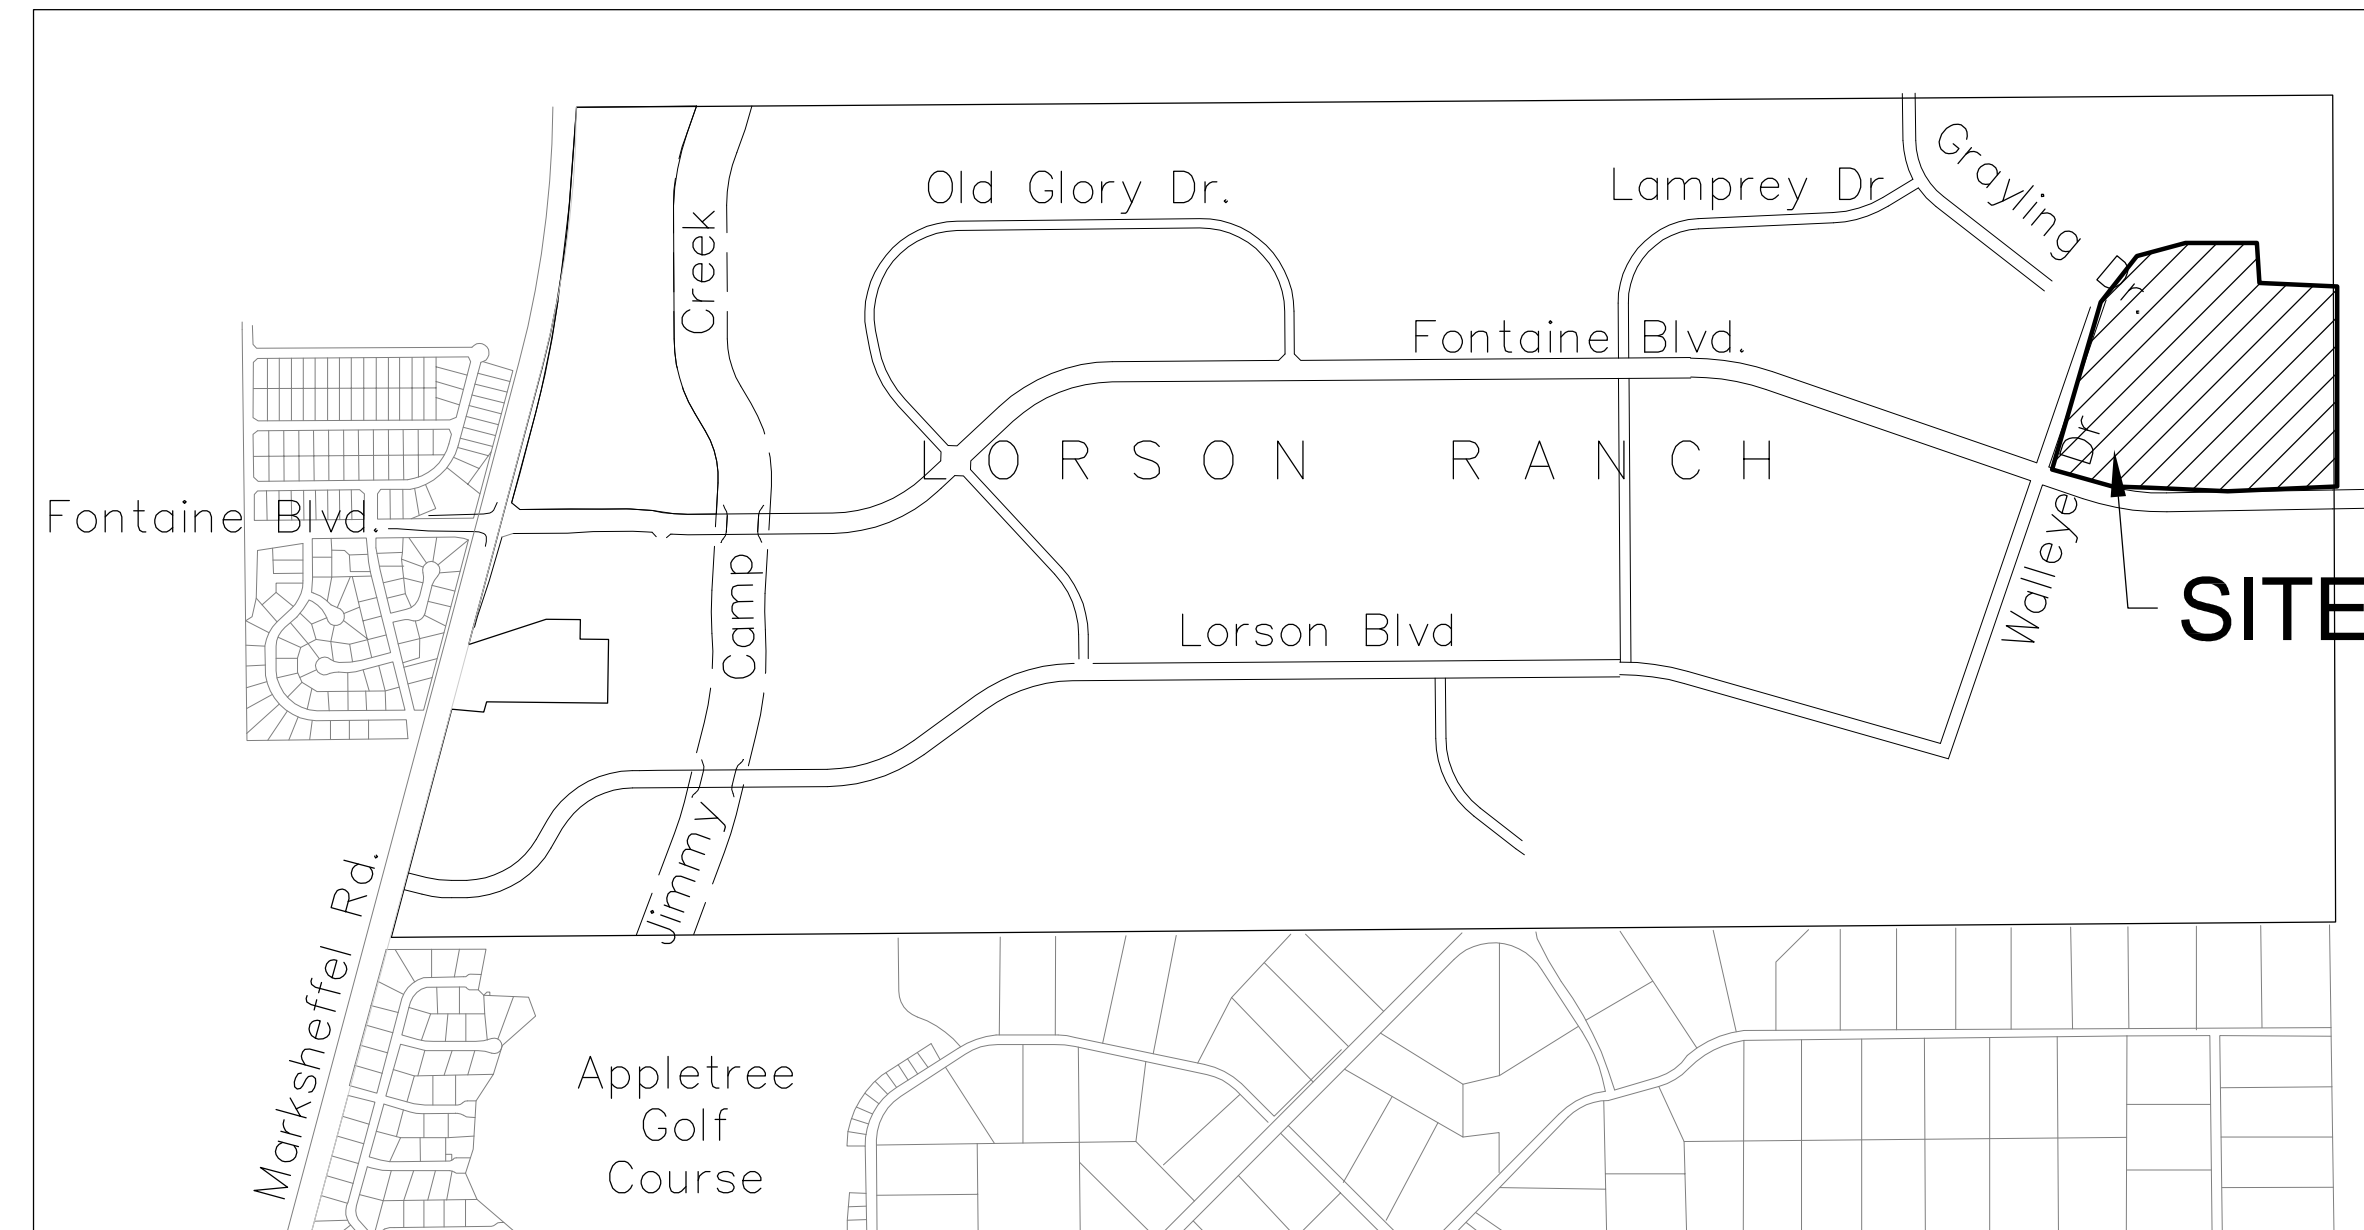 Old Glory Dr.
Lamprey Dr
Grayling Dr.
Creek
Fontaine Blvd.
LORSON RANCH
Fontaine Blvd.
Walleye Dr
SITE
Camp
Lorson Blvd
Jimmy
Marksheffel Rd.
Appletree
Golf
Course